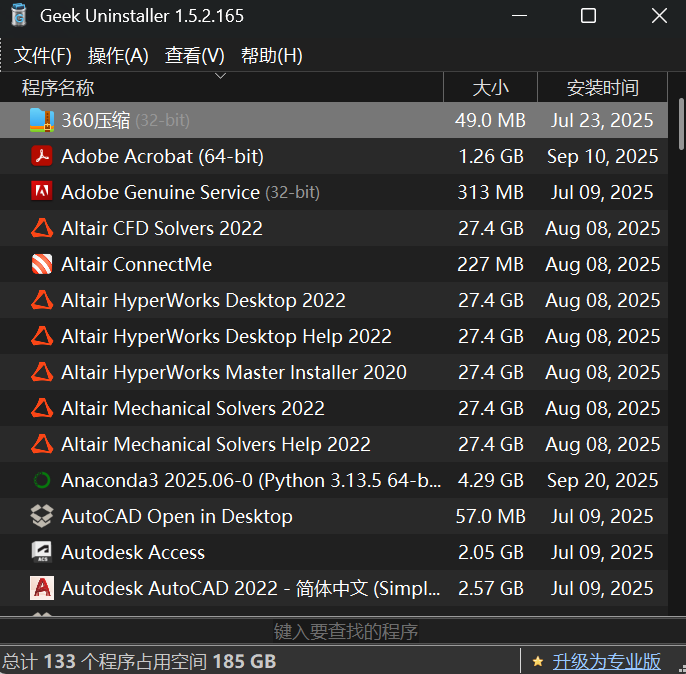 Geek Uninstaller 1.5.2.165
文件(F) 操作(A) 查看(V) 帮助(H)
程序名称 大小 安装时间
360压缩 (32-bit) 49.0 MB Jul 23, 2025
Adobe Acrobat (64-bit) 1.26 GB Sep 10, 2025
Adobe Genuine Service (32-bit) 313 MB Jul 09, 2025
Altair CFD Solvers 2022 27.4 GB Aug 08, 2025
Altair ConnectMe 227 MB Aug 08, 2025
Altair HyperWorks Desktop 2022 27.4 GB Aug 08, 2025
Altair HyperWorks Desktop Help 2022 27.4 GB Aug 08, 2025
Altair HyperWorks Master Installer 2020 27.4 GB Aug 08, 2025
Altair Mechanical Solvers 2022 27.4 GB Aug 08, 2025
Altair Mechanical Solvers Help 2022 27.4 GB Aug 08, 2025
Anaconda3 2025.06-0 (Python 3.13.5 64-b... 4.29 GB Sep 20, 2025
AutoCAD Open in Desktop 57.0 MB Jul 09, 2025
Autodesk Access 2.05 GB Jul 09, 2025
Autodesk AutoCAD 2022 - 简体中文 (Simpl... 2.57 GB Jul 09, 2025
键入要查找的程序
总计 133 个程序占用空间 185 GB 升级为专业版